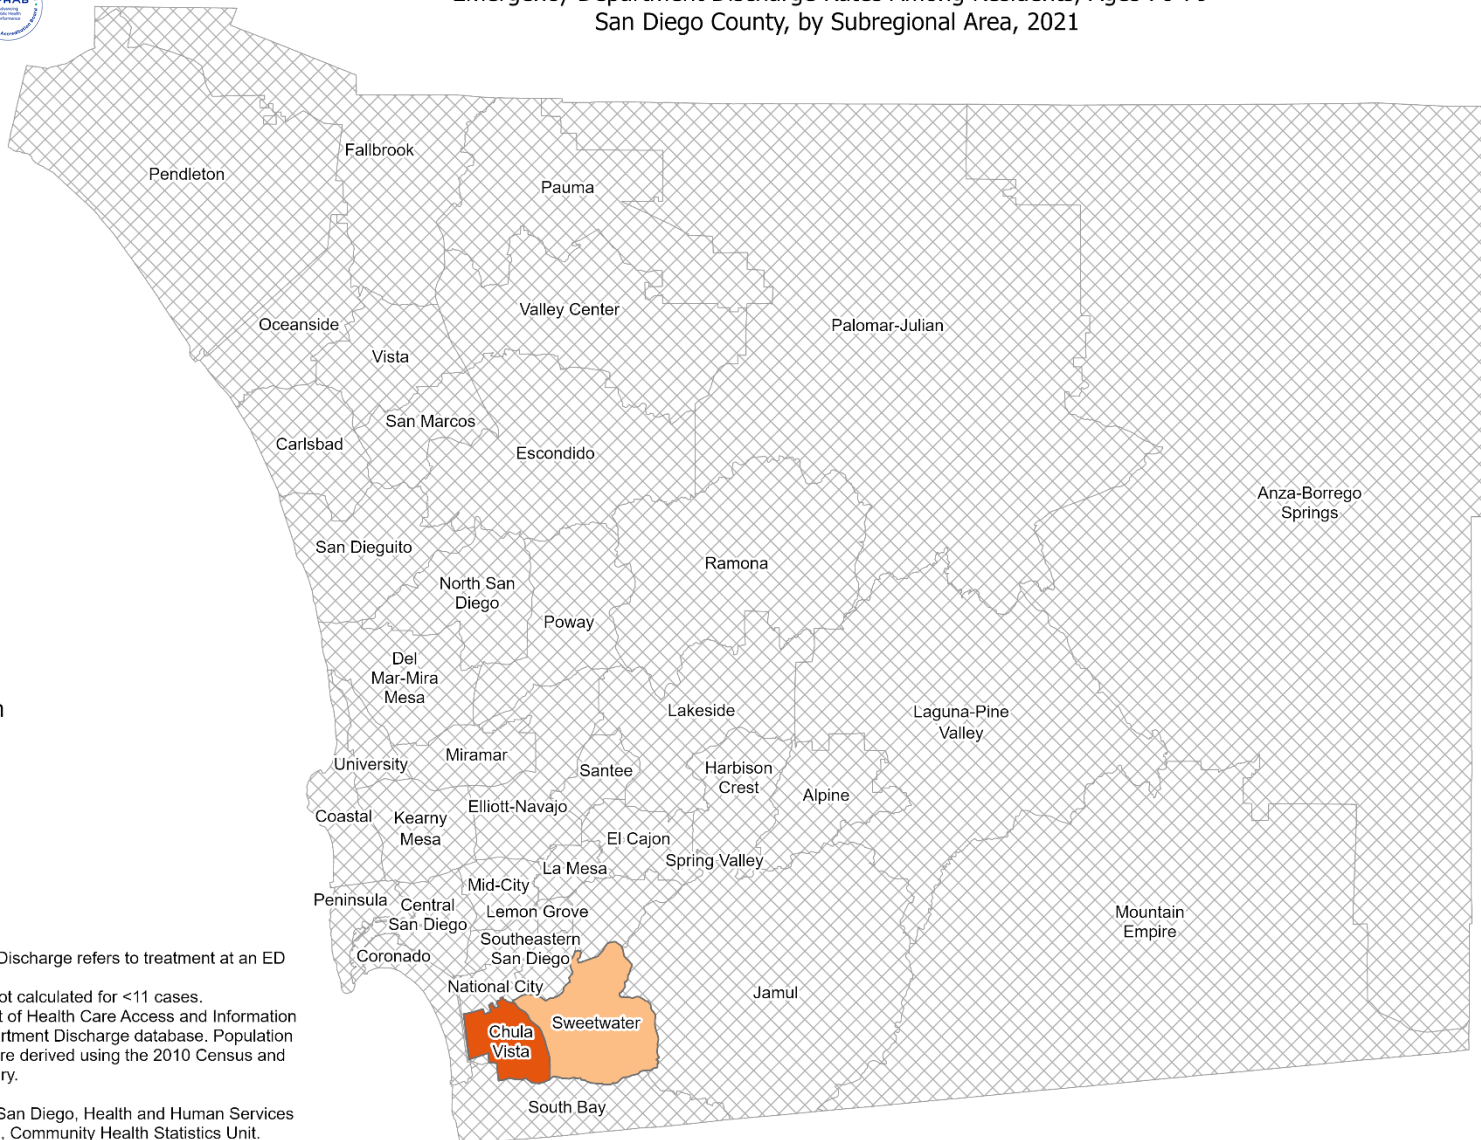 San Diego County, by Subregional Area, 2021
Fallbrook
Pendleton
Pauma
Valley Center
Oceanside
Palomar-Julian
Vista
San Marcos
Carlsbad
Escondido
Anza-Borrego
Springs
San Dieguito
Ramona
North San
Diego
Poway
Del
Mar-Mira
Mesa
Lakeside
Laguna-Pine
Valley
Miramar
University
Santee
Harbison
Crest
Alpine
Elliott-Navajo
Coastal
Kearny
Mesa
El Cajon
Spring Valley
La Mesa
Mid-City
Peninsula
Central
San Diego
Lemon Grove
Mountain
Empire
Southeastern
San Diego
Coronado
National City
Jamul
Sweetwater
Chula
Vista
South Bay
Discharge refers to treatment at an ED
ot calculated for <11 cases.
t of Health Care Access and Information
rtment Discharge database. Population
re derived using the 2010 Census and
ry.
San Diego, Health and Human Services
, Community Health Statistics Unit.